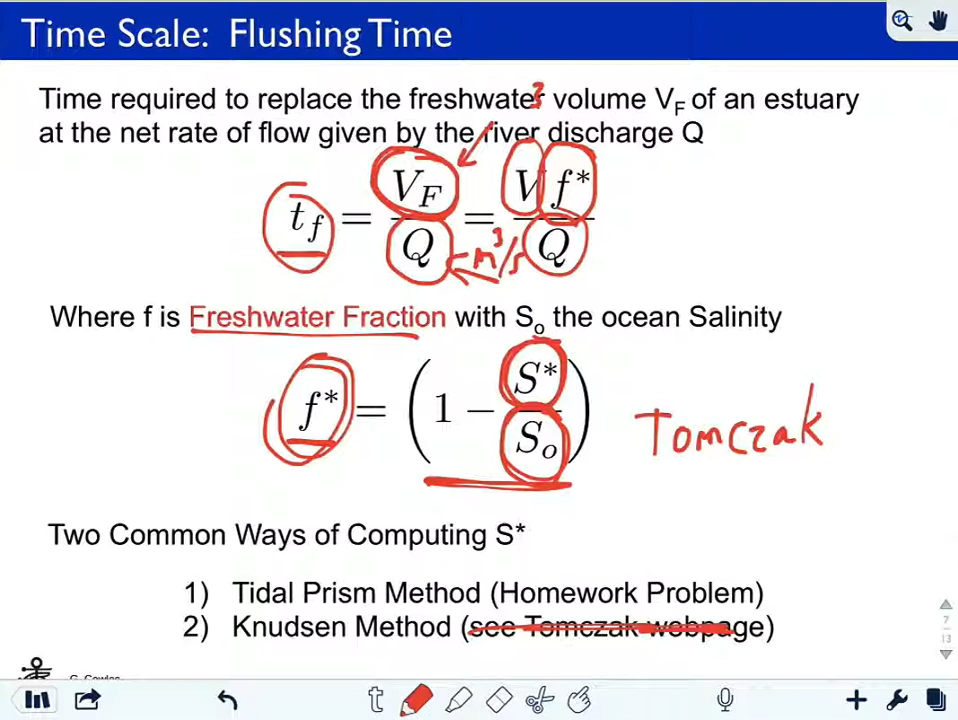 Time Scale: Flushing Time
Time required to replace the freshwater volume V_F of an estuary
3
at the net rate of flow given by the river discharge Q
t_f = V_F / Q = V f* / Q
m³/s
Where f is Freshwater Fraction with S_o the ocean Salinity
f* = (1 − S* / S_o)
Tomczak
Two Common Ways of Computing S*
1) Tidal Prism Method (Homework Problem)
2) Knudsen Method (see Tomczak webpage)
7
13
t